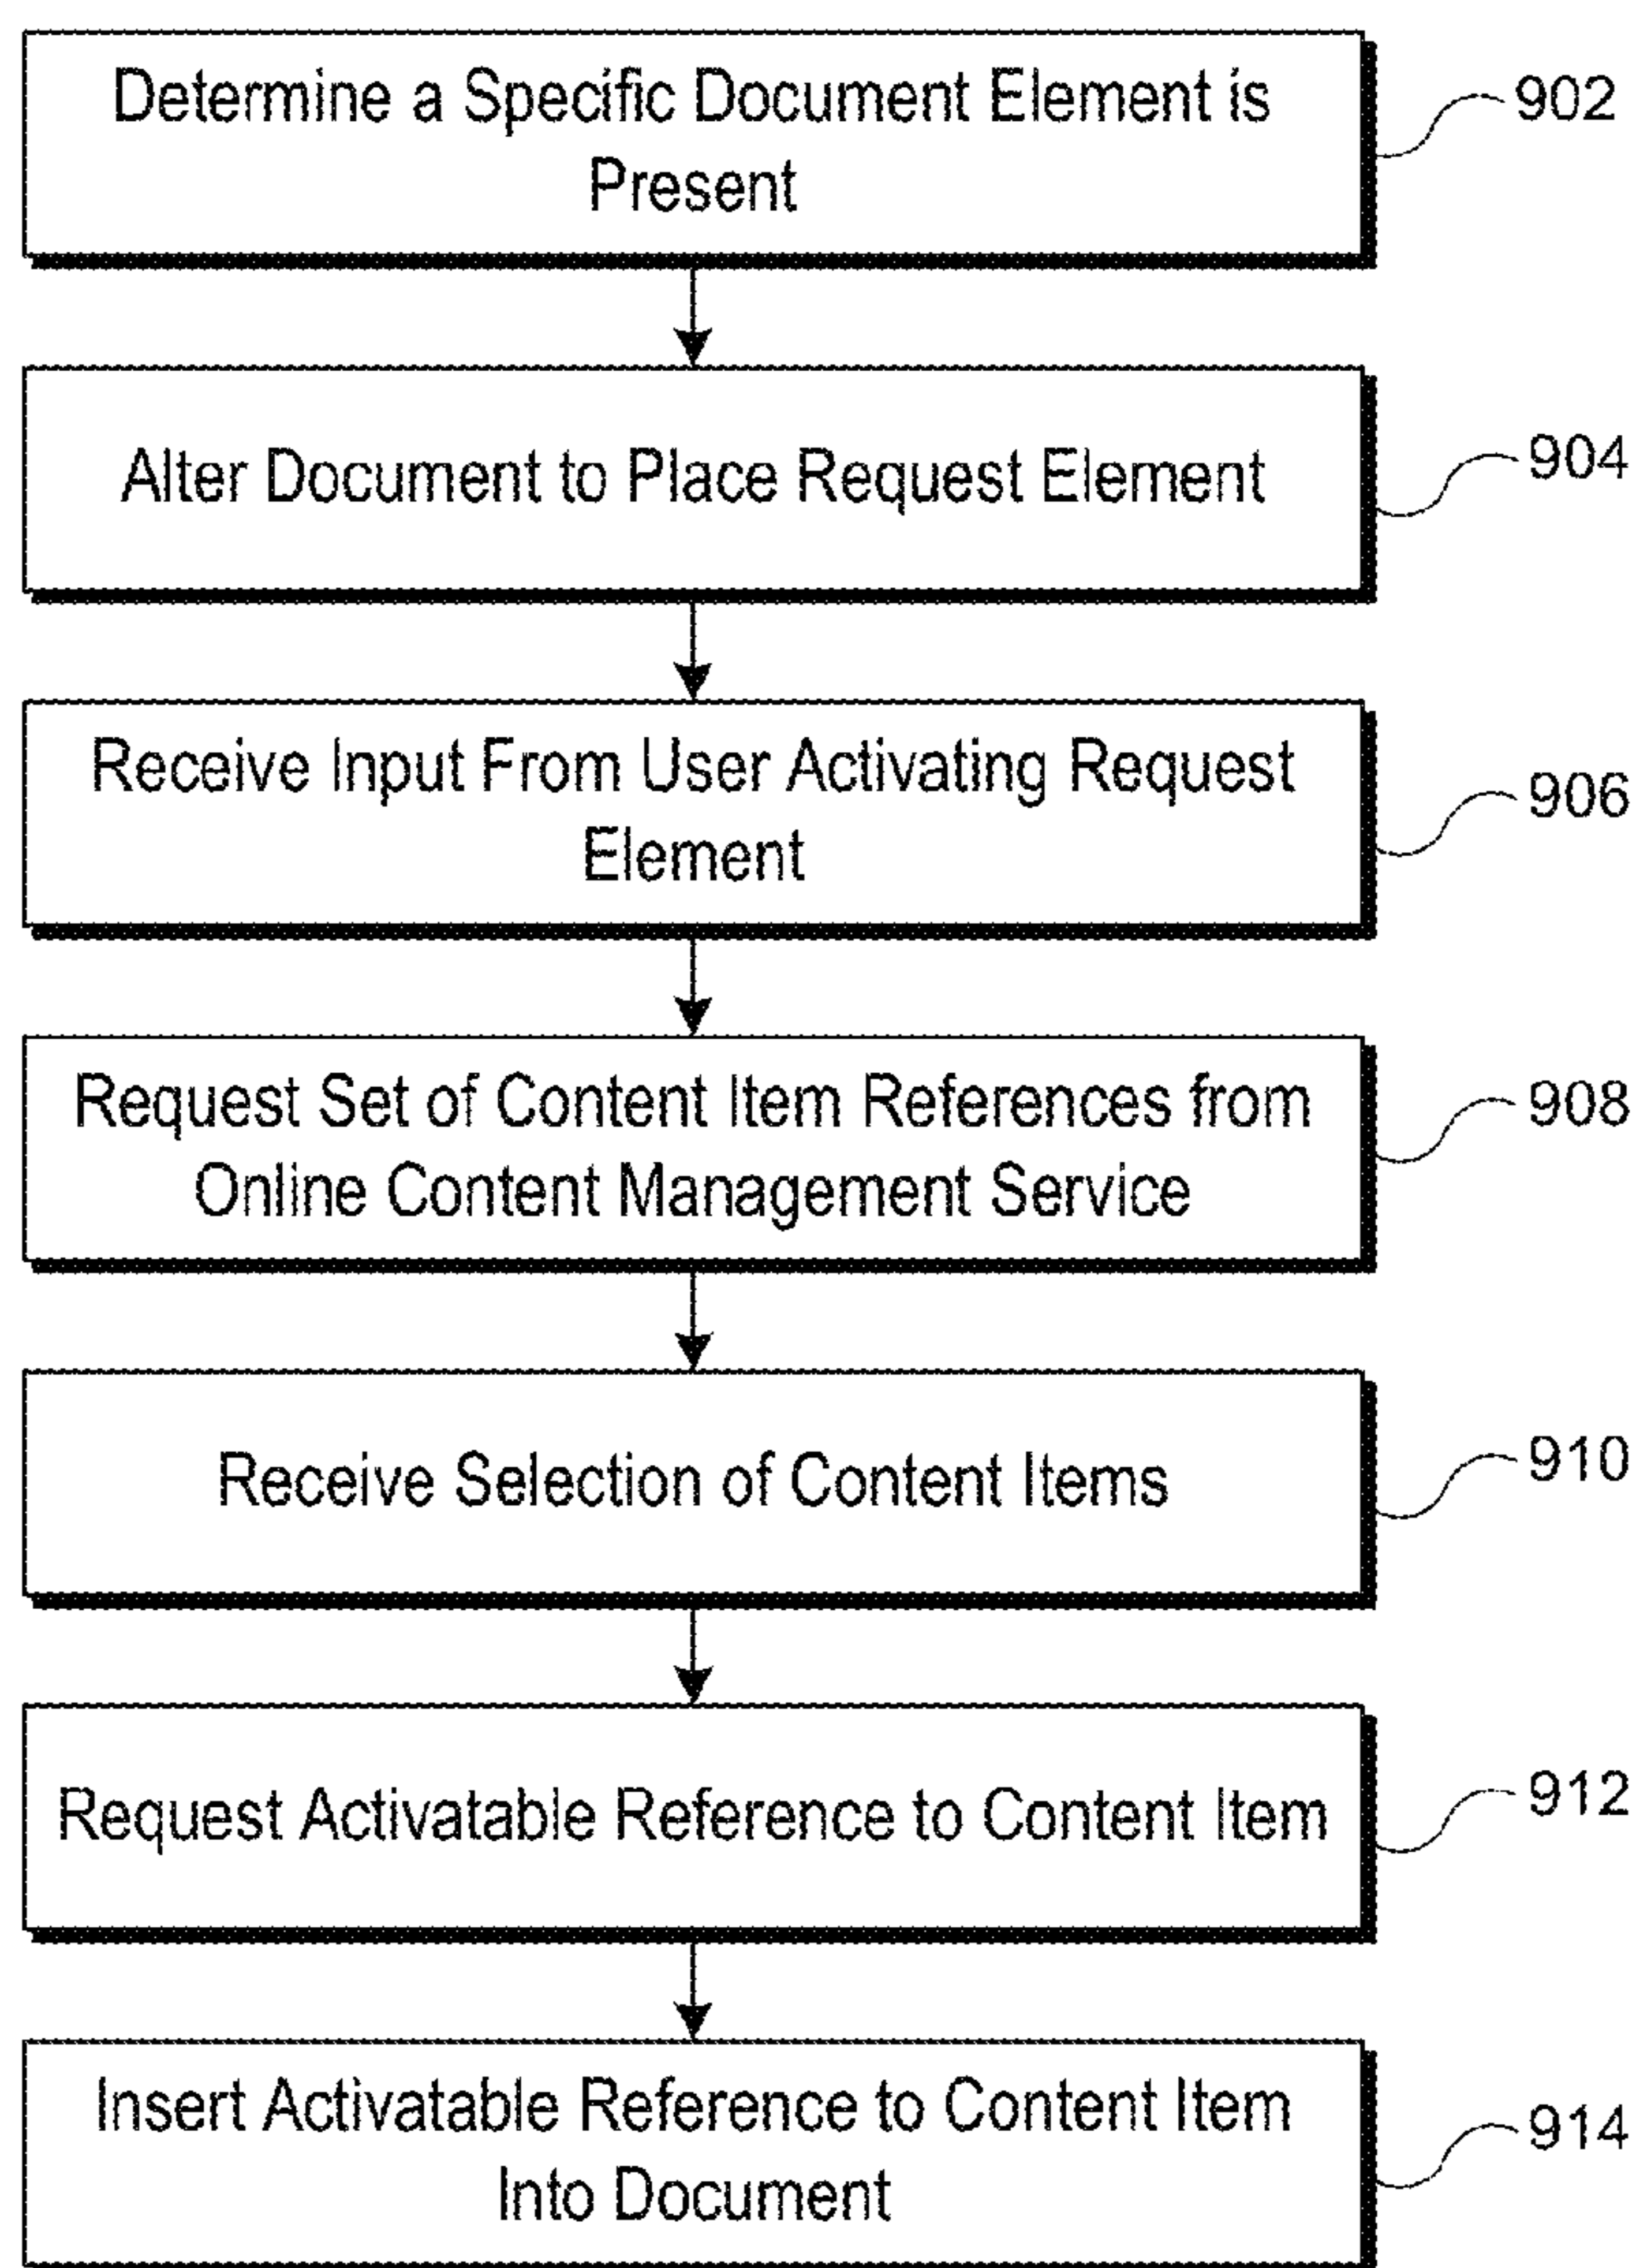 Determine a Specific Document Element is
Present
902
Alter Document to Place Request Element
904
Receive Input From User Activating Request
Element
906
Request Set of Content Item References from
Online Content Management Service
908
Receive Selection of Content Items
910
Request Activatable Reference to Content Item
912
Insert Activatable Reference to Content Item
Into Document
914